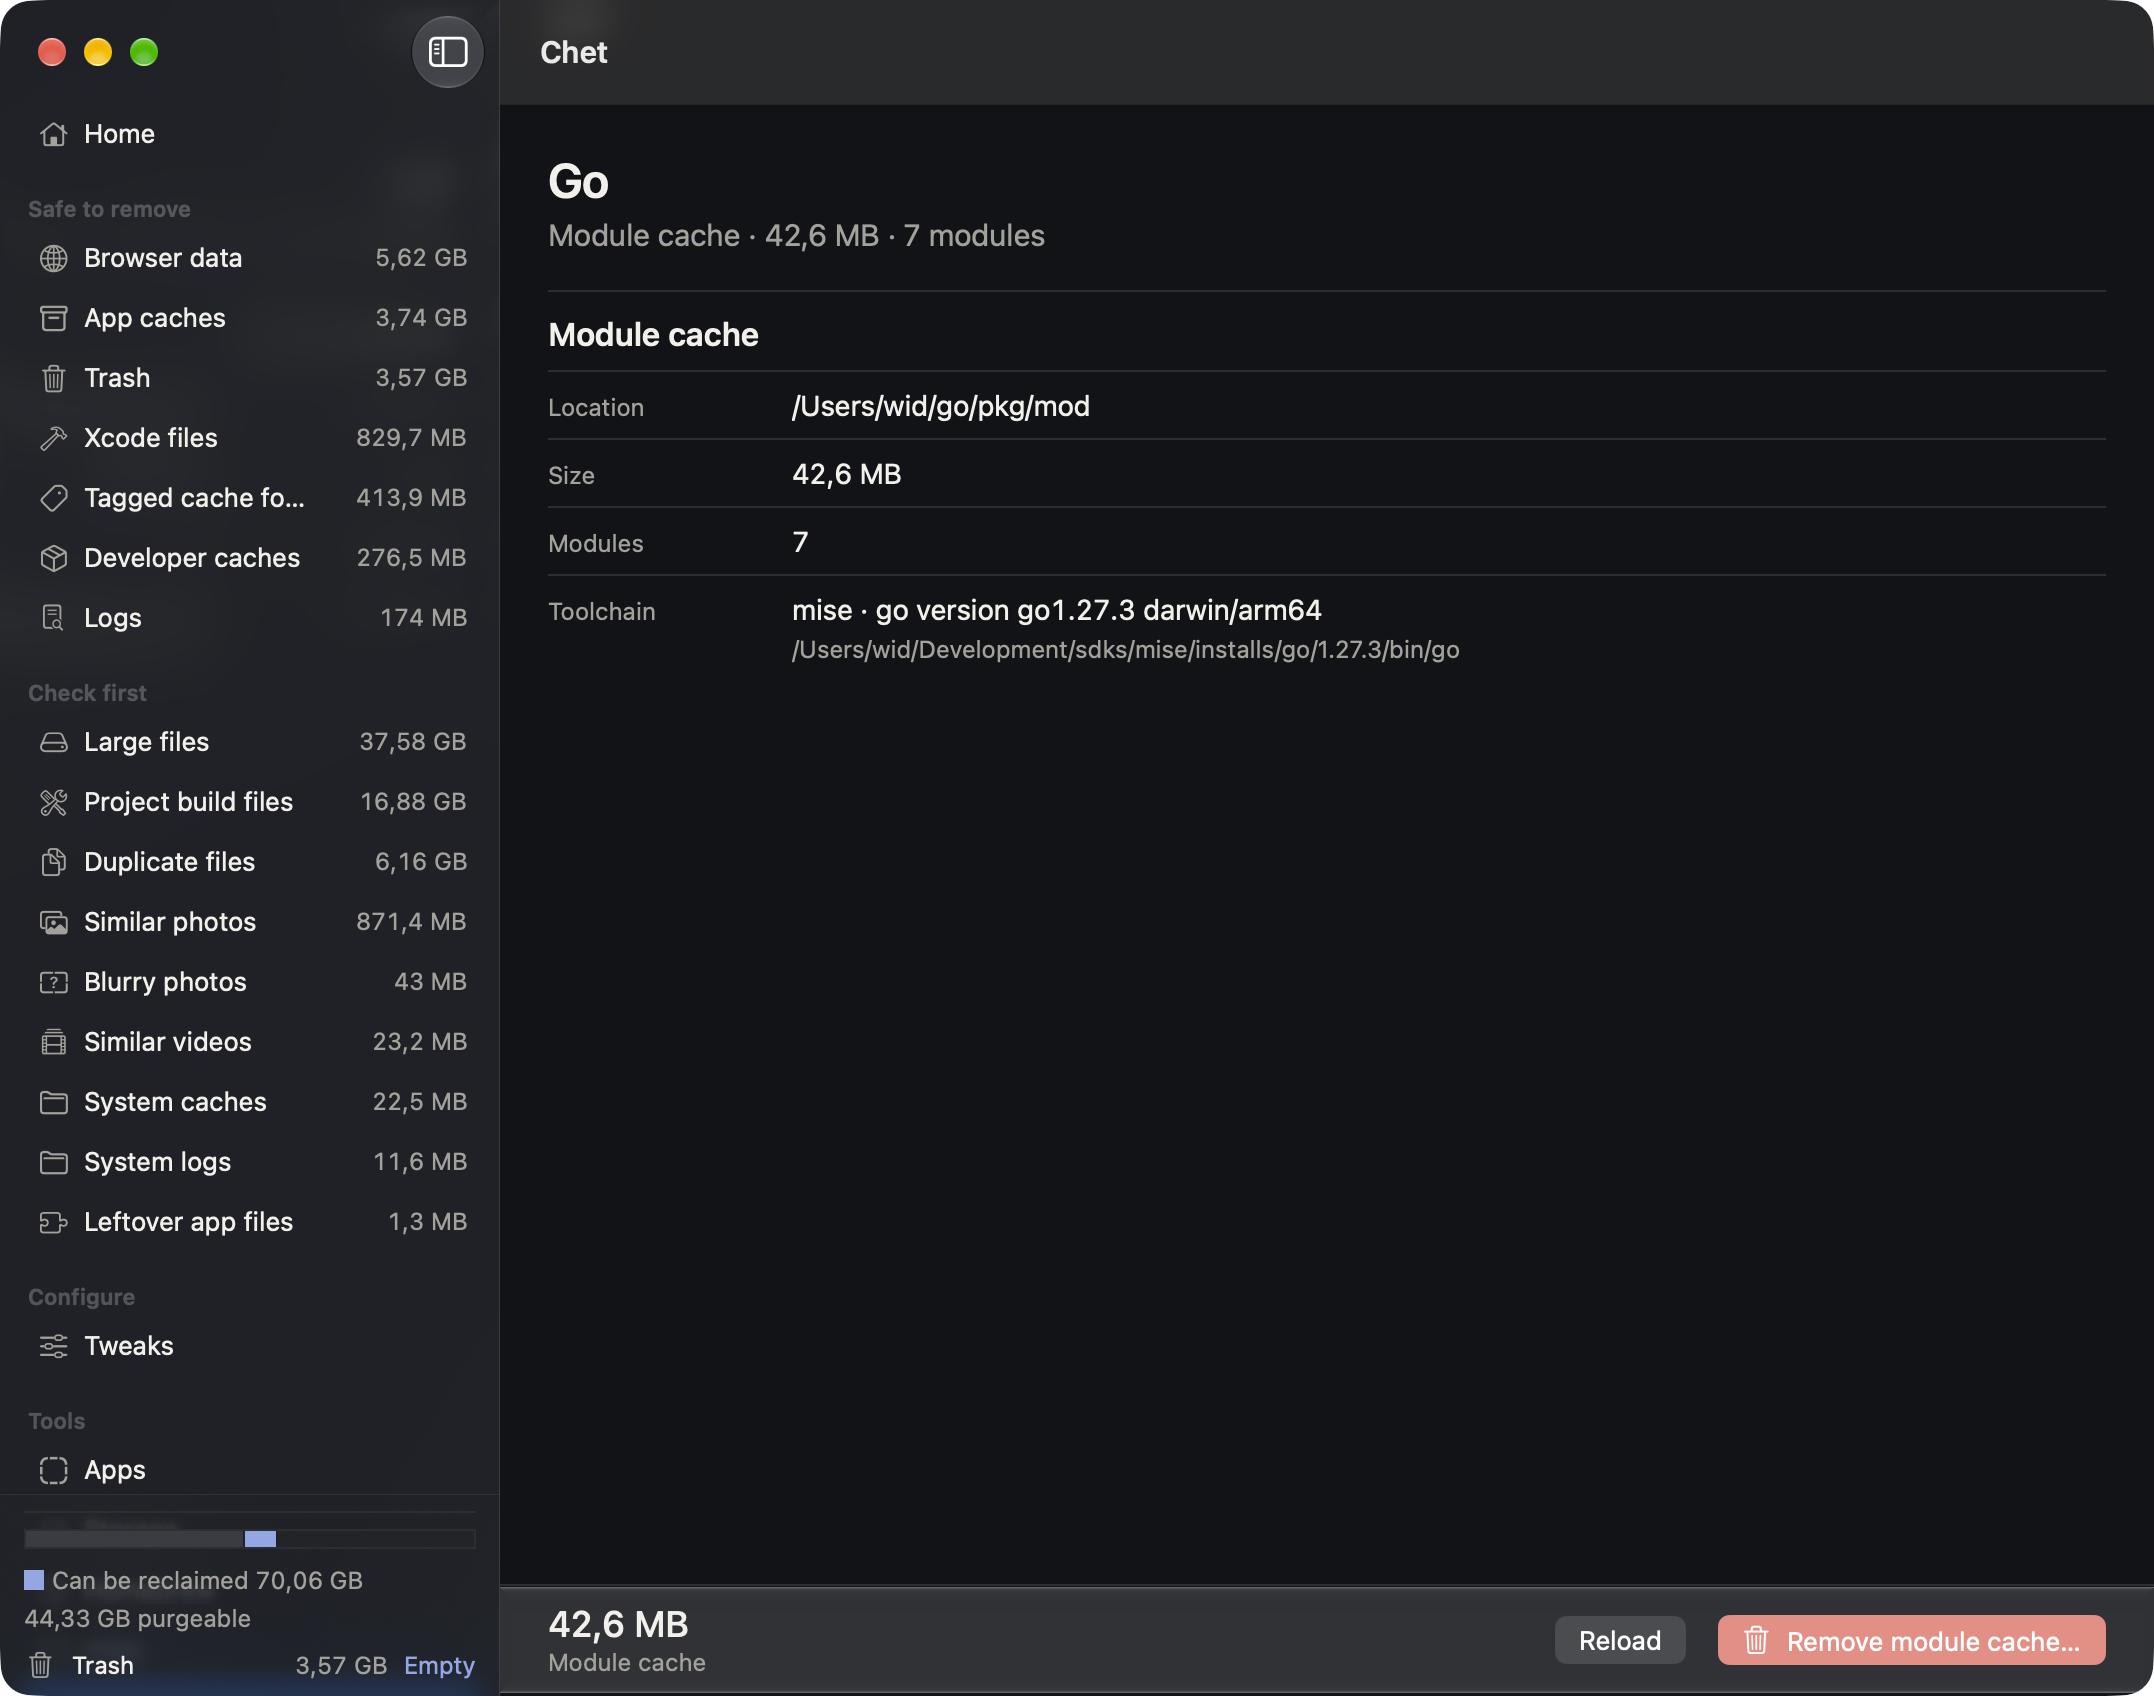 Chet
Home
Safe to remove
Browser data 5,62 GB
App caches 3,74 GB
Trash 3,57 GB
Xcode files 829,7 MB
Tagged cache fo... 413,9 MB
Developer caches 276,5 MB
Logs 174 MB
Check first
Large files 37,58 GB
Project build files 16,88 GB
Duplicate files 6,16 GB
Similar photos 871,4 MB
Blurry photos 43 MB
Similar videos 23,2 MB
System caches 22,5 MB
System logs 11,6 MB
Leftover app files 1,3 MB
Configure
Tweaks
Tools
Apps
Can be reclaimed 70,06 GB
44,33 GB purgeable
Trash 3,57 GB Empty
Go
Module cache · 42,6 MB · 7 modules
Module cache
Location /Users/wid/go/pkg/mod
Size 42,6 MB
Modules 7
Toolchain mise · go version go1.27.3 darwin/arm64
/Users/wid/Development/sdks/mise/installs/go/1.27.3/bin/go
42,6 MB
Module cache
Reload
Remove module cache...